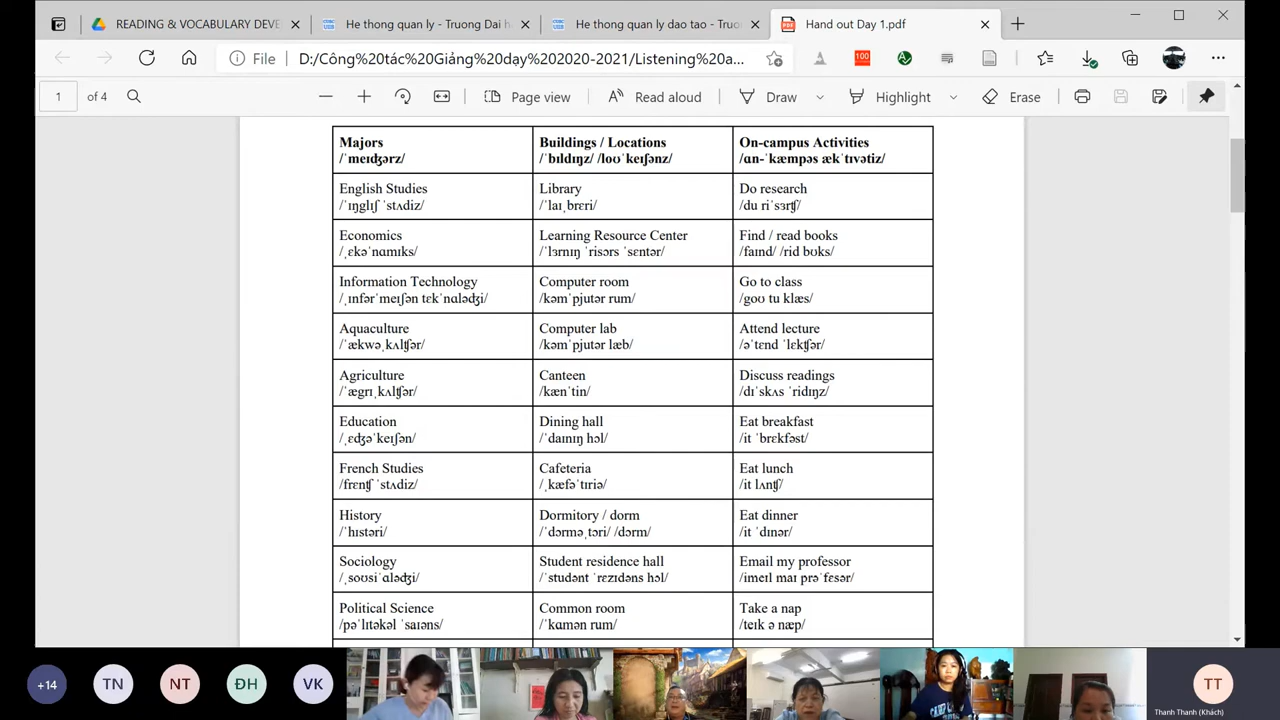 READING & VOCABULARY DEVE
He thong quan ly - Truong Dai h
He thong quan ly dao tao - Truon
Hand out Day 1.pdf
File
D:/Công%20tác%20Giảng%20dạy%202020-2021/Listening%20a...
100
1 of 4
Page view
Read aloud
Draw
Highlight
Erase
Majors
/ˈmeɪʤərz/
Buildings / Locations
/ˈbɪldɪŋz/ /loʊˈkeɪʃənz/
On-campus Activities
/ɑn-ˈkæmpəs ækˈtɪvətiz/
English Studies
/ˈɪŋglɪʃ ˈstʌdiz/
Library
/ˈlaɪˌbrɛri/
Do research
/du riˈsɜrʧ/
Economics
/ˌɛkəˈnɑmɪks/
Learning Resource Center
/ˈlɜrnɪŋ ˈrisɔrs ˈsɛntər/
Find / read books
/faɪnd/ /rid bʊks/
Information Technology
/ˌɪnfərˈmeɪʃən tɛkˈnɑləʤi/
Computer room
/kəmˈpjutər rum/
Go to class
/goʊ tu klæs/
Aquaculture
/ˈækwəˌkʌlʧər/
Computer lab
/kəmˈpjutər læb/
Attend lecture
/əˈtɛnd ˈlɛkʧər/
Agriculture
/ˈægrɪˌkʌlʧər/
Canteen
/kænˈtin/
Discuss readings
/dɪˈskʌs ˈridɪŋz/
Education
/ˌɛʤəˈkeɪʃən/
Dining hall
/ˈdaɪnɪŋ hɔl/
Eat breakfast
/it ˈbrɛkfəst/
French Studies
/frɛnʧ ˈstʌdiz/
Cafeteria
/ˌkæfəˈtɪriə/
Eat lunch
/it lʌnʧ/
History
/ˈhɪstəri/
Dormitory / dorm
/ˈdɔrməˌtɔri/ /dɔrm/
Eat dinner
/it ˈdɪnər/
Sociology
/ˌsoʊsiˈɑləʤi/
Student residence hall
/ˈstudənt ˈrɛzɪdəns hɔl/
Email my professor
/imeɪl maɪ prəˈfɛsər/
Political Science
/pəˈlɪtəkəl ˈsaɪəns/
Common room
/ˈkɑmən rum/
Take a nap
/teɪk ə næp/
+14
TN
NT
ĐH
VK
TT
Thanh Thanh (Khách)